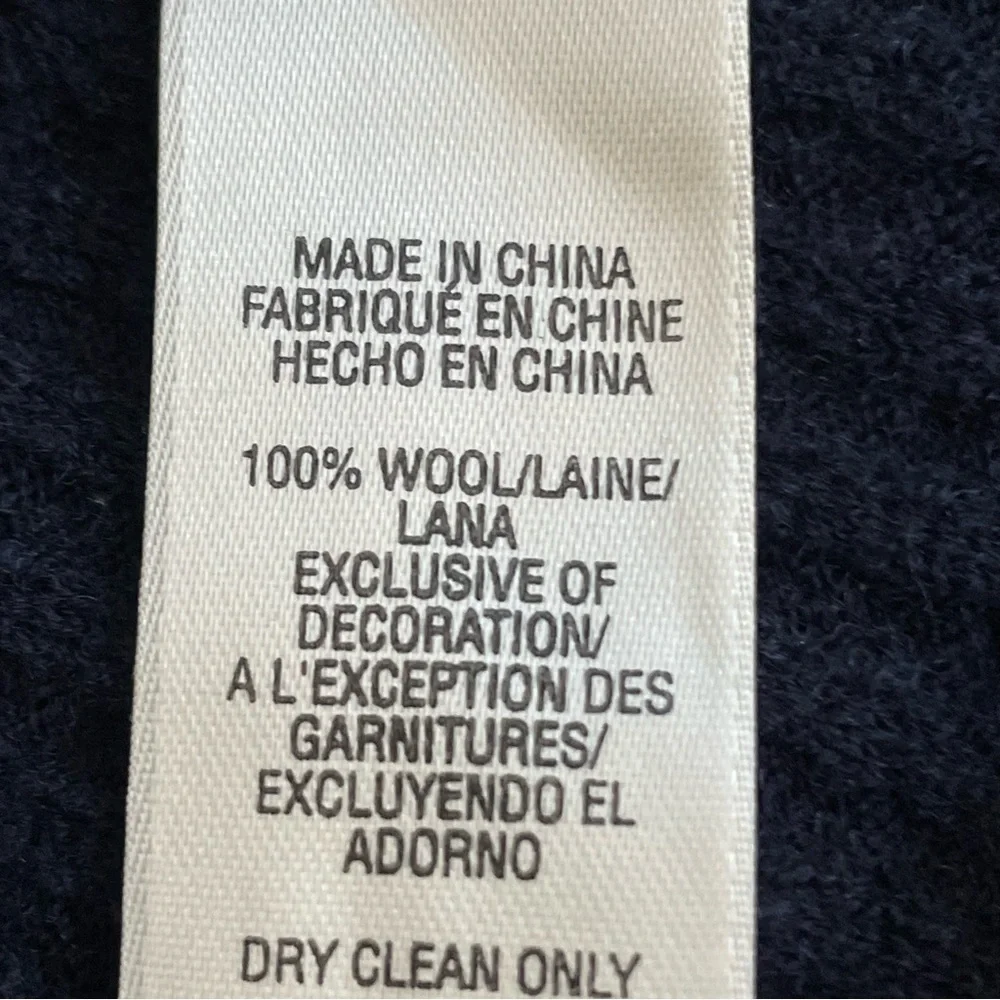 MADE IN CHINA
FABRIQUÉ EN CHINE
HECHO EN CHINA
100% WOOL/LAINE/
LANA
EXCLUSIVE OF
DECORATION/
A L'EXCEPTION DES
GARNITURES/
EXCLUYENDO EL
ADORNO
DRY CLEAN ONLY